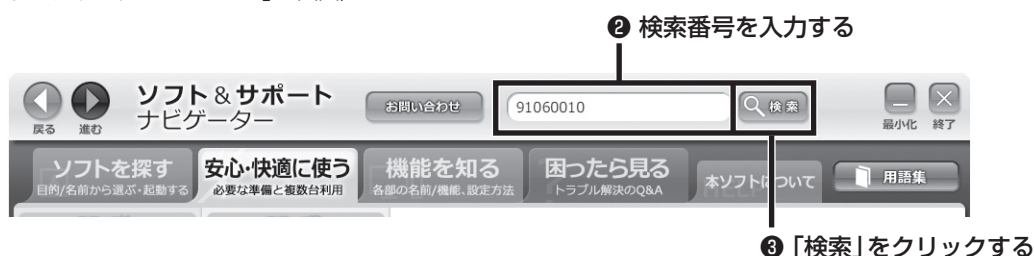 ❷ 検索番号を入力する
戻る
進む
ソフト&サポート
ナビゲーター
お問い合わせ
91060010
検索
最小化
終了
ソフトを探す
目的/名前から選ぶ・起動する
安心・快適に使う
必要な準備と複数台利用
機能を知る
各部の名前/機能、設定方法
困ったら見る
トラブル解決のQ&A
本ソフトについて
用語集
❸「検索」をクリックする